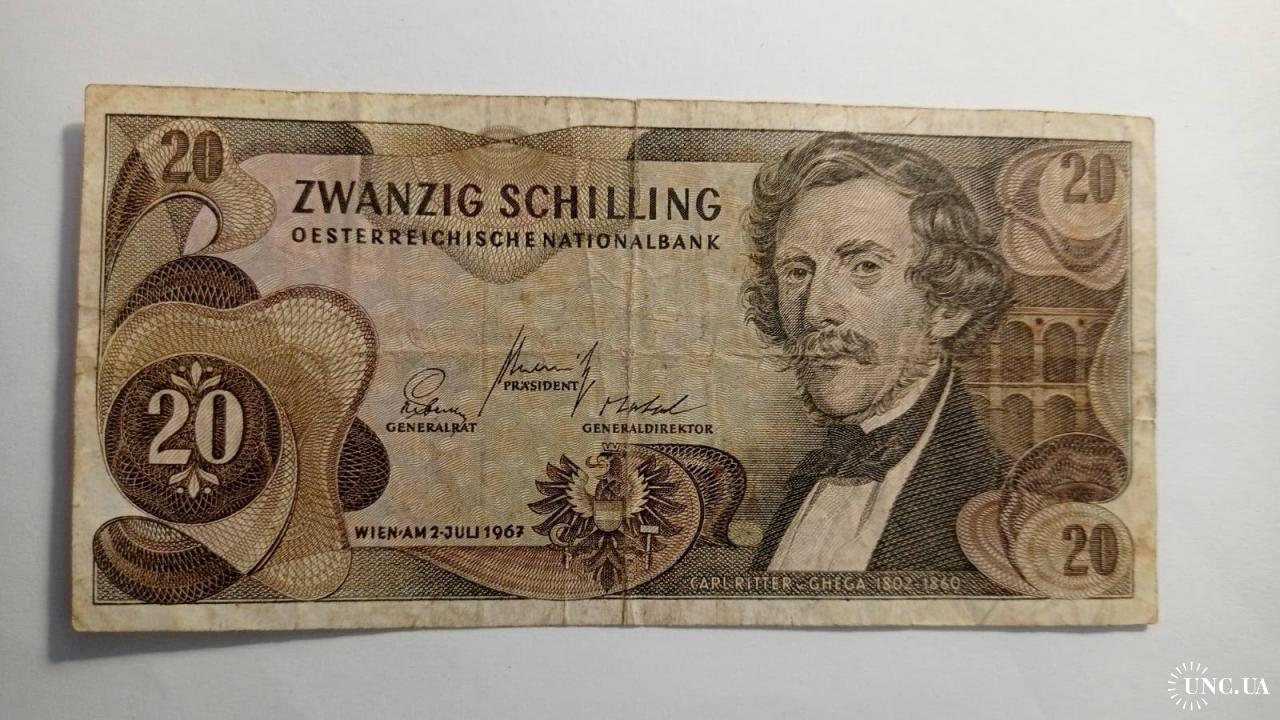 20
20
ZWANZIG SCHILLING
OESTERREICHISCHE NATIONALBANK
PRÄSIDENT
GENERALRAT
GENERALDIREKTOR
20
WIEN·AM 2·JULI 1967
20
CARL RITTER v. GHEGA 1802-1860
UNC.UA